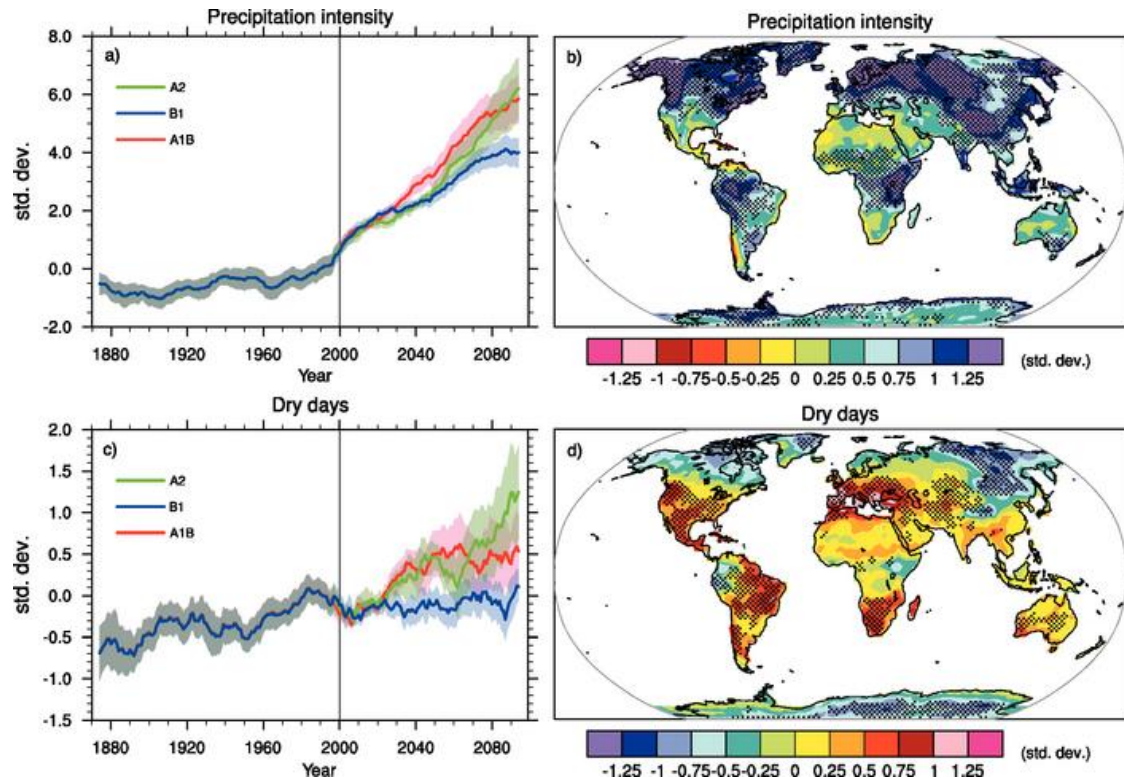 Precipitation intensity
a)
8.0
6.0
4.0
2.0
0.0
-2.0
std. dev.
A2
B1
A1B
1880 1920 1960 2000 2040 2080
Year
Precipitation intensity
b)
-1.25 -1 -0.75 -0.5 -0.25 0 0.25 0.5 0.75 1 1.25
(std. dev.)
Dry days
c)
2.0
1.5
1.0
0.5
0.0
-0.5
-1.0
-1.5
std. dev.
A2
B1
A1B
1880 1920 1960 2000 2040 2080
Year
Dry days
d)
-1.25 -1 -0.75 -0.5 -0.25 0 0.25 0.5 0.75 1 1.25
(std. dev.)